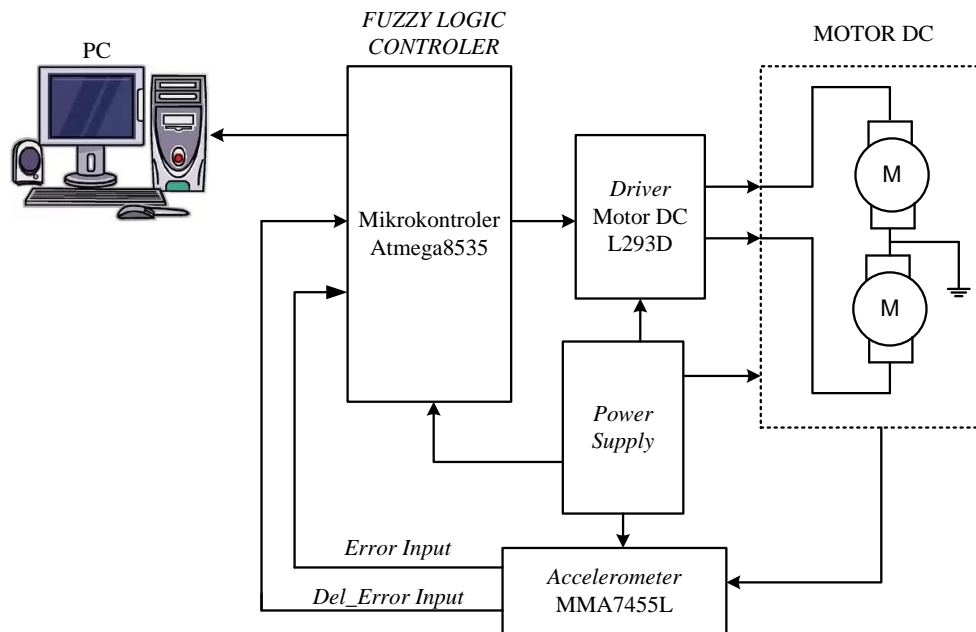 FUZZY LOGIC
CONTROLER
PC
MOTOR DC
Mikrokontroler
Atmega8535
Driver
Motor DC
L293D
M
M
Power
Supply
Error Input
Del_Error Input
Accelerometer
MMA7455L